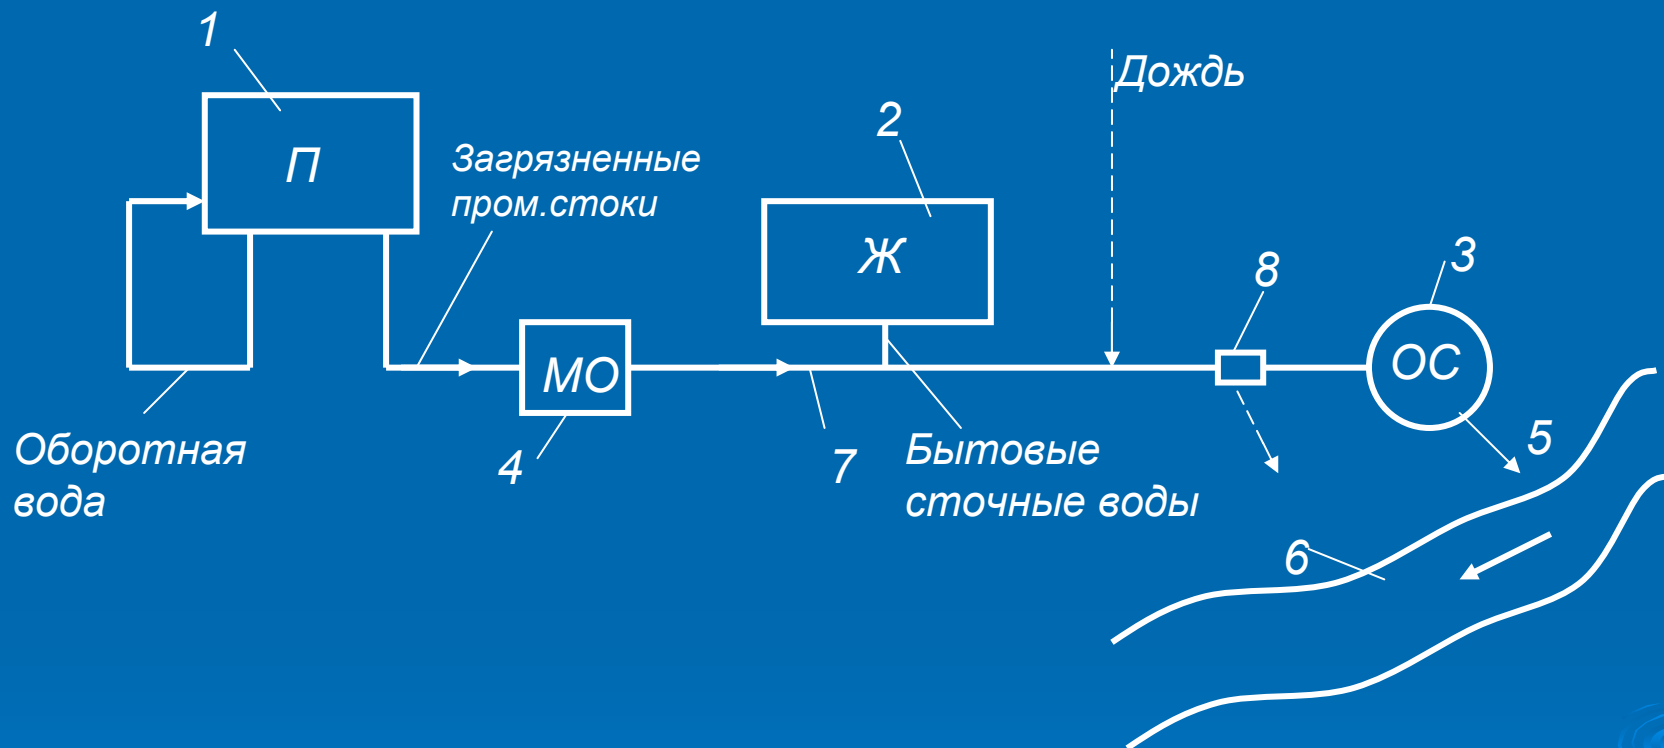 1
Дождь
2
П
Загрязненные
пром.стоки
Ж
8
3
МО
ОС
Оборотная
вода
4
7
Бытовые
сточные воды
5
6